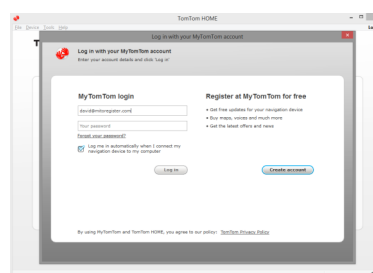 TomTom HOME
File Device Tools Help
Log in with your MyTomTom account
Log in with your MyTomTom account
Enter your account details and click 'Log in'
MyTomTom login
Register at MyTomTom for free
• Get free updates for your navigation device
• Buy maps, voices and much more
• Get the latest offers and news
Your password
Forgot your password?
Log me in automatically when I connect my
navigation device to my computer
Log in
Create account
By using MyTomTom and TomTom HOME, you agree to our policy: TomTom Privacy Policy